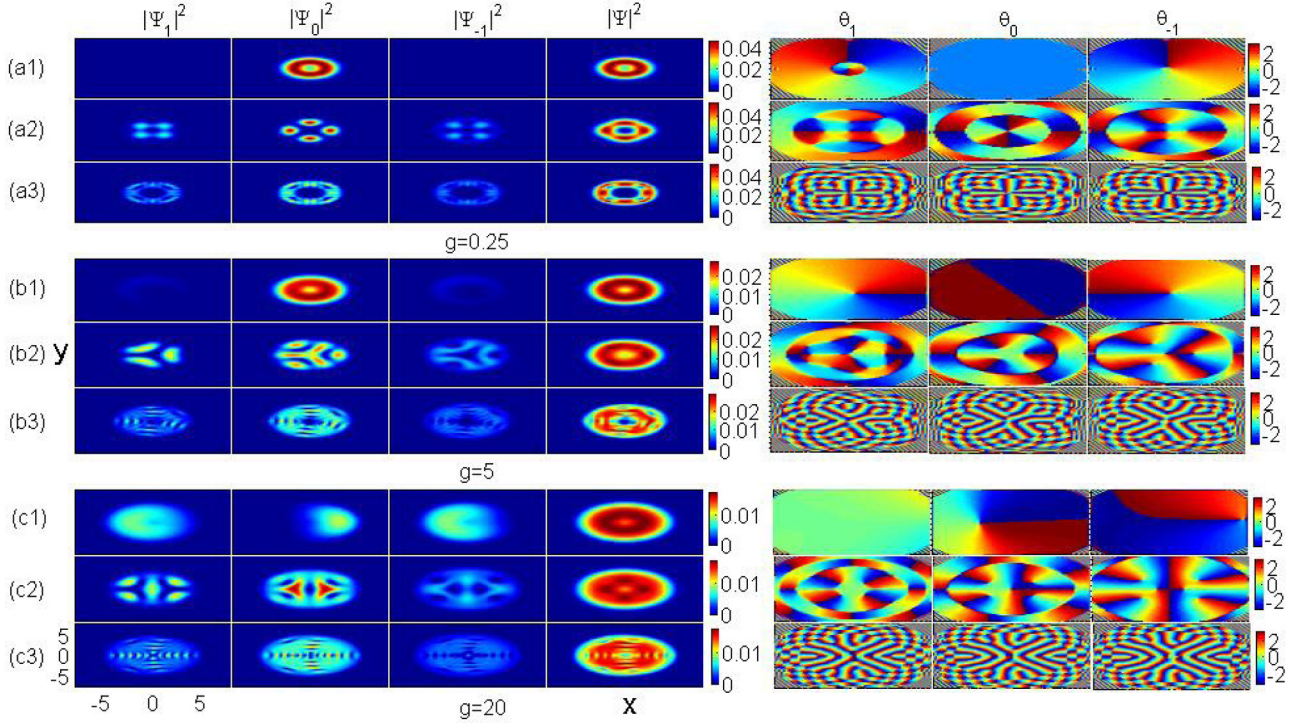 |Ψ₁|² |Ψ₀|² |Ψ₋₁|² |Ψ|² θ₁ θ₀ θ₋₁
(a1) 0.04 0.02 0 2 0 -2
(a2) 0.04 0.02 0 2 0 -2
(a3) 0.04 0.02 0 2 0 -2
g=0.25
(b1) 0.02 0.01 0 2 0 -2
(b2) y 0.02 0.01 0 2 0 -2
(b3) 0.02 0.01 0 2 0 -2
g=5
(c1) 0.01 0 2 0 -2
(c2) 0.01 0 2 0 -2
(c3) 5 0 -5 0.01 0 2 0 -2
-5 0 5 g=20 x